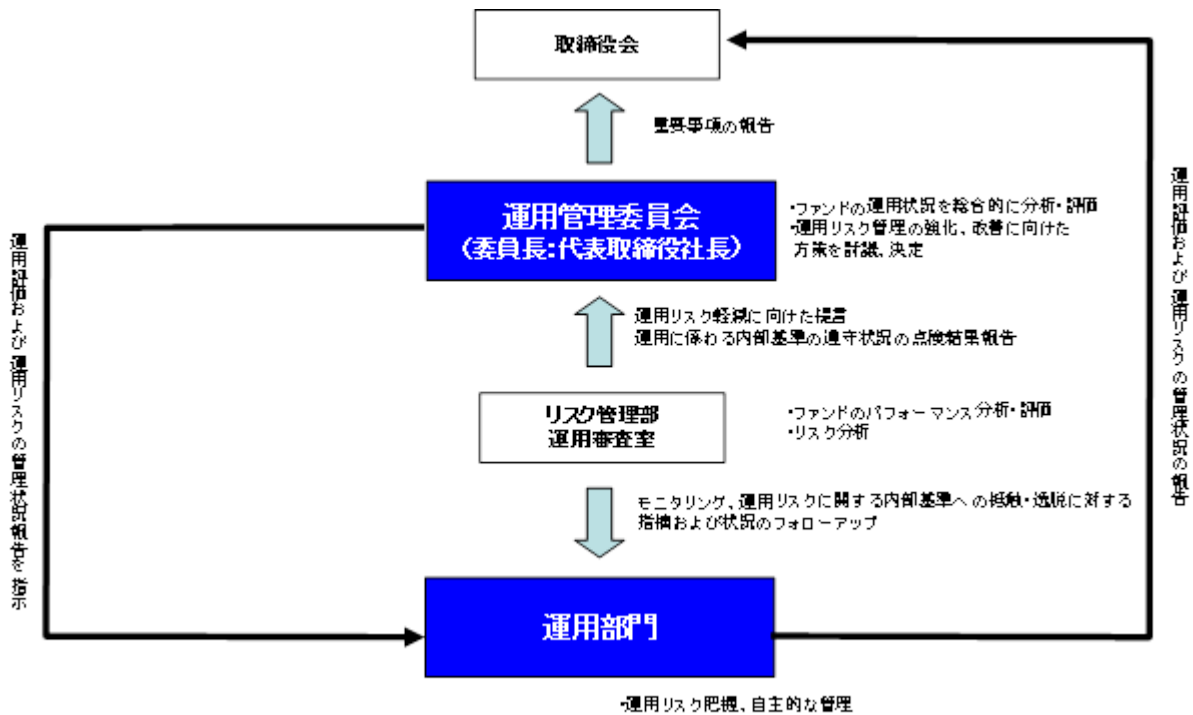 取締役会
重要事項の報告
運用管理委員会
(委員長:代表取締役社長)
・ファンドの運用状況を総合的に分析・評価
・運用リスク管理の強化、改善に向けた
方策を討議、決定
運用リスク軽減に向けた提言
運用に係わる内部基準の遵守状況の点検結果報告
リスク管理部
運用審査室
・ファンドのパフォーマンス分析・評価
・リスク分析
モニタリング、運用リスクに関する内部基準への抵触・逸脱に対する
指摘および状況のフォローアップ
運用部門
・運用リスク把握、自主的な管理
運用評価および運用リスクの管理状況報告を指示
運用評価および運用リスクの管理状況の報告